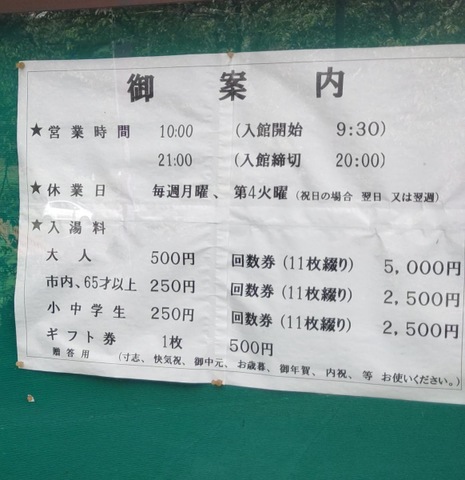 御案内
★営業時間 10:00 (入館開始 9:30)
21:00 (入館締切 20:00)
★休業日 毎週月曜、第4火曜 (祝日の場合 翌日 又は翌週)
★入湯料
大人 500円 回数券 (11枚綴り) 5,000円
市内、65才以上 250円 回数券 (11枚綴り) 2,500円
小中学生 250円 回数券 (11枚綴り) 2,500円
ギフト券 1枚 500円
贈答用 (寸志、快気祝、御中元、お歳暮、御年賀、内祝、等 お使いください。)